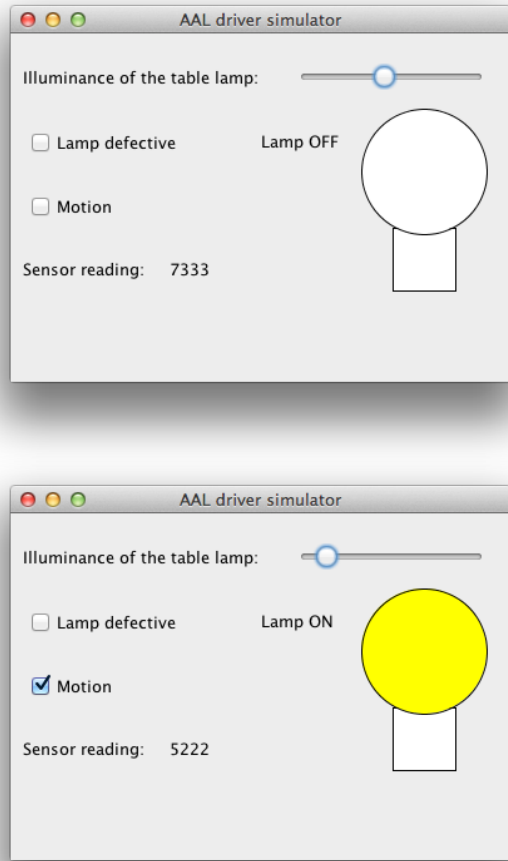 AAL driver simulator
Illuminance of the table lamp:
Lamp defective
Lamp OFF
Motion
Sensor reading: 7333
AAL driver simulator
Illuminance of the table lamp:
Lamp defective
Lamp ON
Motion
Sensor reading: 5222